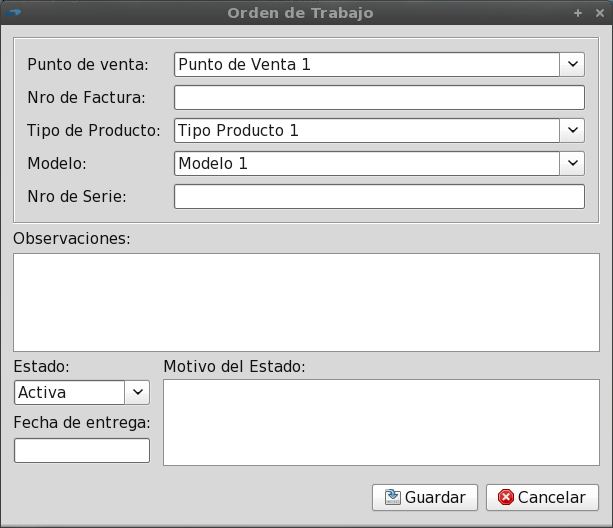 Orden de Trabajo
Punto de venta: Punto de Venta 1
Nro de Factura:
Tipo de Producto: Tipo Producto 1
Modelo: Modelo 1
Nro de Serie:
Observaciones:
Estado: Motivo del Estado:
Activa
Fecha de entrega:
Guardar Cancelar